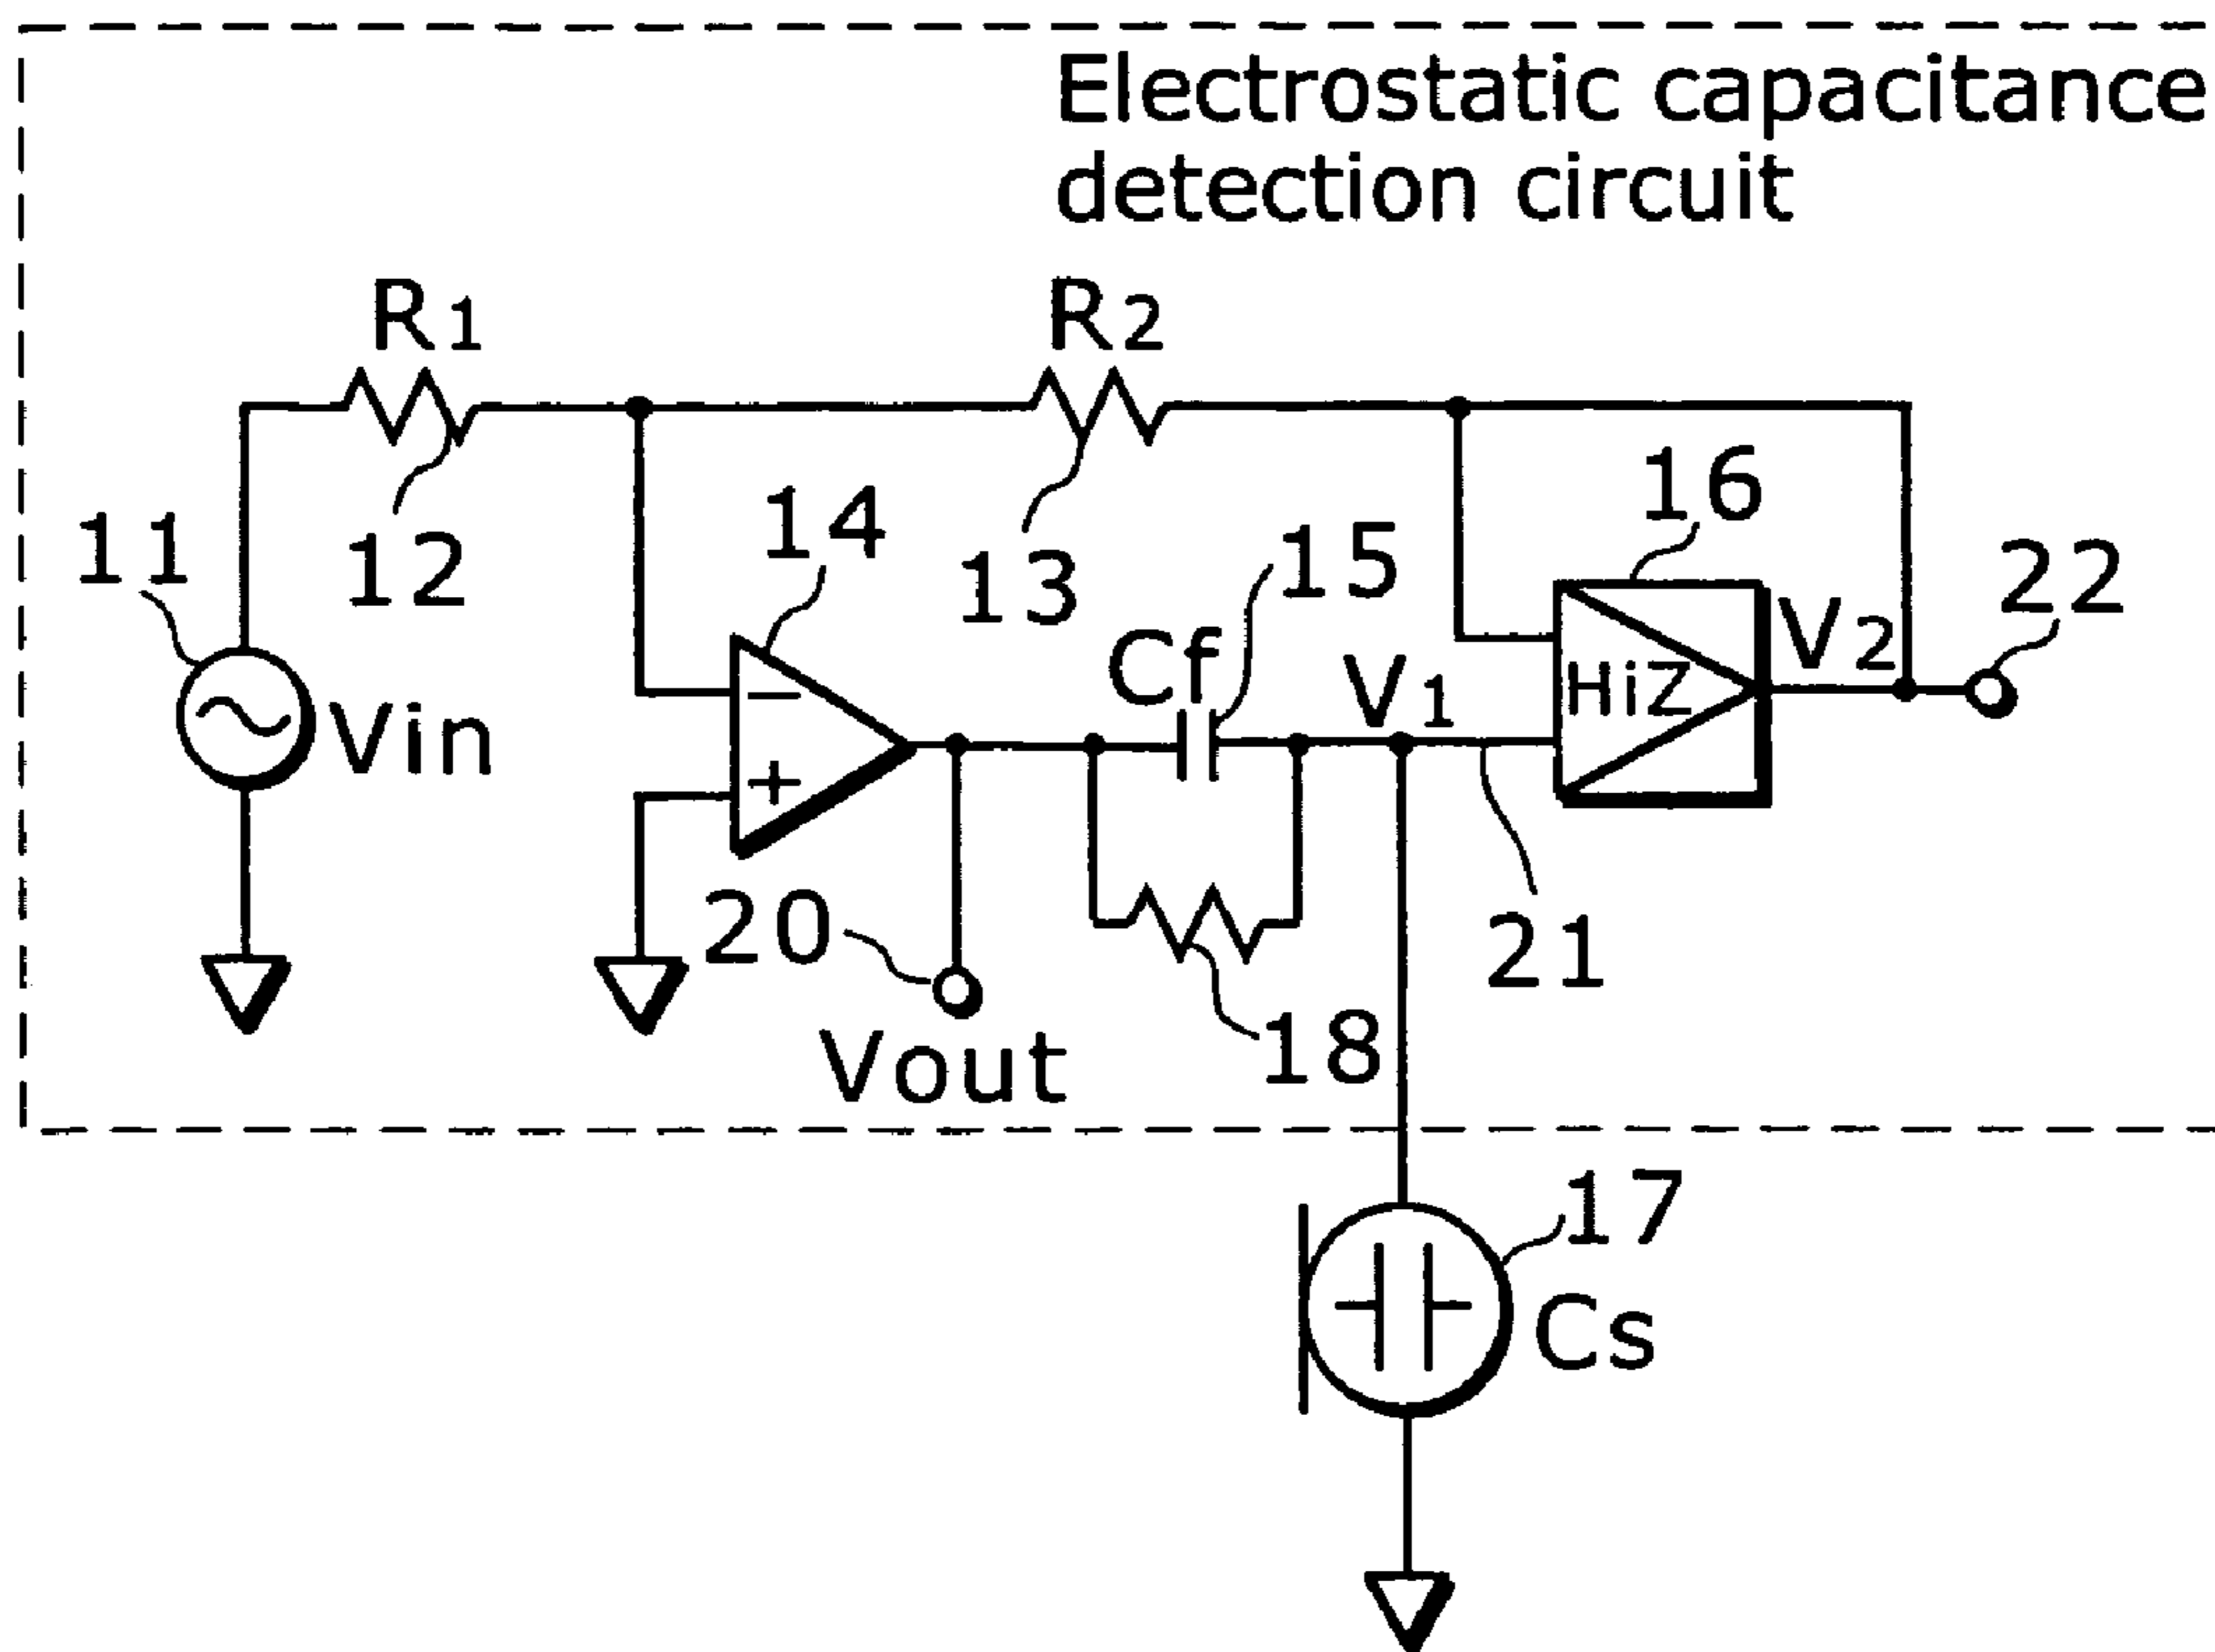 Electrostatic capacitance
detection circuit
R1
R2
16
14
11
12
13
15
22
Cf
V1
HiZ
V2
Vin
−
+
20
21
18
Vout
17
Cs